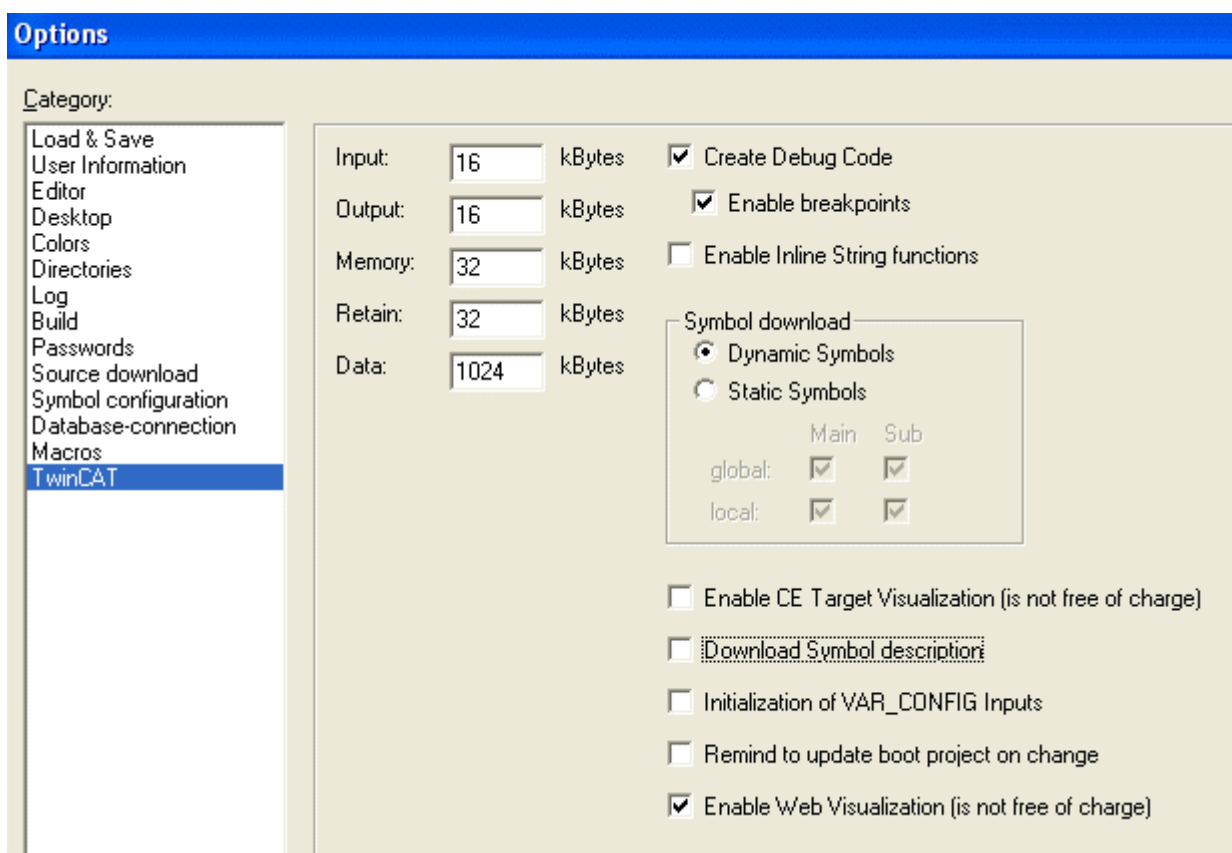 Options
Category:
Load & Save
User Information
Editor
Desktop
Colors
Directories
Log
Build
Passwords
Source download
Symbol configuration
Database-connection
Macros
TwinCAT
Input: 16 kBytes
Output: 16 kBytes
Memory: 32 kBytes
Retain: 32 kBytes
Data: 1024 kBytes
Create Debug Code
Enable breakpoints
Enable Inline String functions
Symbol download
Dynamic Symbols
Static Symbols
Main Sub
global:
local:
Enable CE Target Visualization (is not free of charge)
Download Symbol description
Initialization of VAR_CONFIG Inputs
Remind to update boot project on change
Enable Web Visualization (is not free of charge)